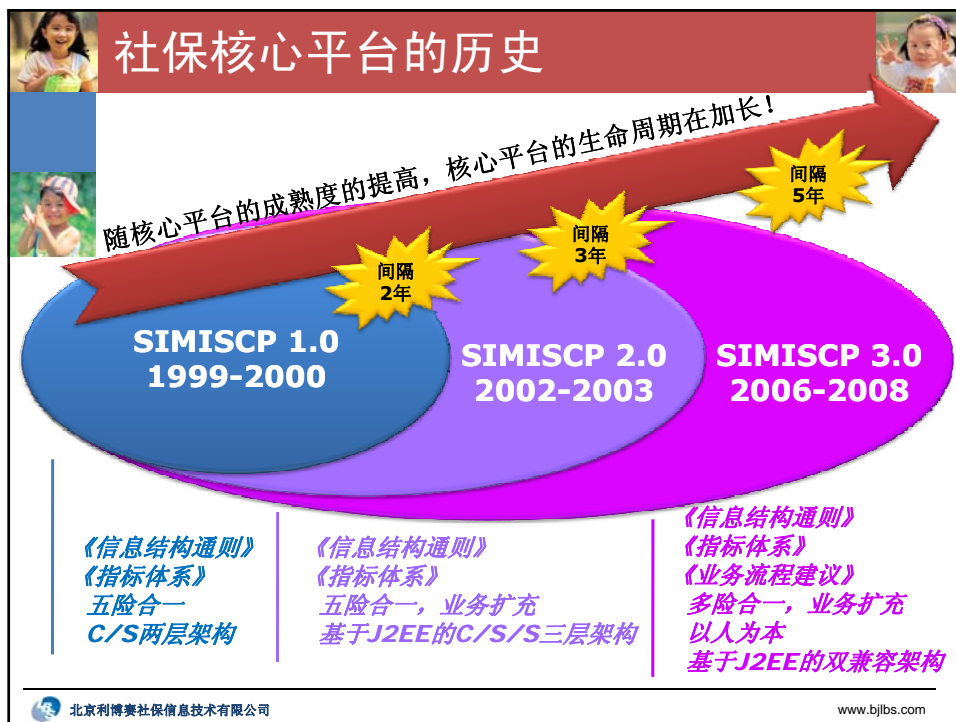 社保核心平台的历史
随核心平台的成熟度的提高，核心平台的生命周期在加长！
间隔
2年
间隔
3年
间隔
5年
SIMISCP 1.0
1999-2000
SIMISCP 2.0
2002-2003
SIMISCP 3.0
2006-2008
《信息结构通则》
《指标体系》
五险合一
C/S两层架构
《信息结构通则》
《指标体系》
五险合一，业务扩充
基于J2EE的C/S/S三层架构
《信息结构通则》
《指标体系》
《业务流程建议》
多险合一，业务扩充
以人为本
基于J2EE的双兼容架构
LBS
北京利博赛社保信息技术有限公司
www.bjlbs.com